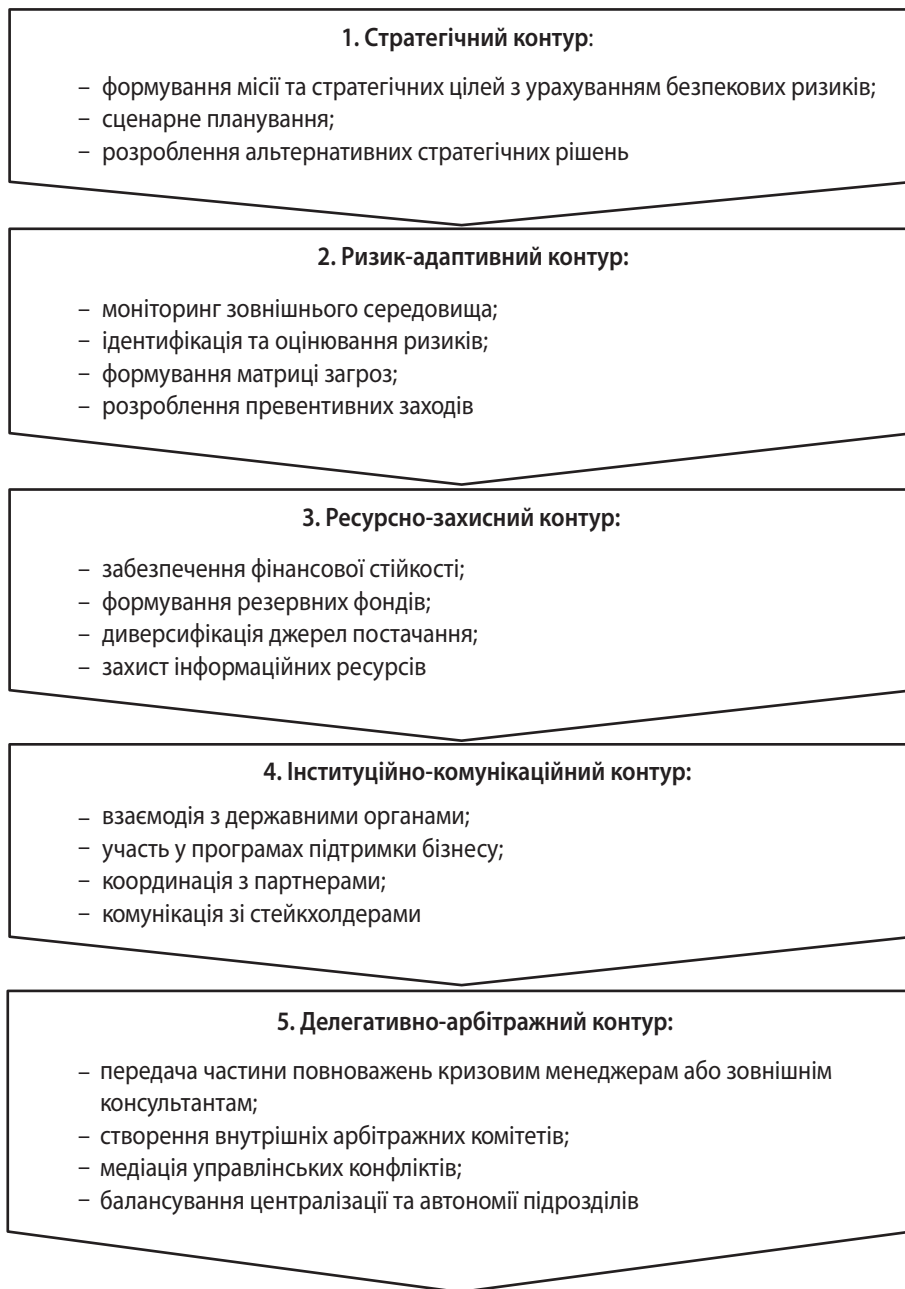 1. Стратегічний контур:
– формування місії та стратегічних цілей з урахуванням безпекових ризиків;
– сценарне планування;
– розроблення альтернативних стратегічних рішень
2. Ризик-адаптивний контур:
– моніторинг зовнішнього середовища;
– ідентифікація та оцінювання ризиків;
– формування матриці загроз;
– розроблення превентивних заходів
3. Ресурсно-захисний контур:
– забезпечення фінансової стійкості;
– формування резервних фондів;
– диверсифікація джерел постачання;
– захист інформаційних ресурсів
4. Інституційно-комунікаційний контур:
– взаємодія з державними органами;
– участь у програмах підтримки бізнесу;
– координація з партнерами;
– комунікація зі стейкхолдерами
5. Делегативно-арбітражний контур:
– передача частини повноважень кризовим менеджерам або зовнішнім
консультантам;
– створення внутрішніх арбітражних комітетів;
– медіація управлінських конфліктів;
– балансування централізації та автономії підрозділів